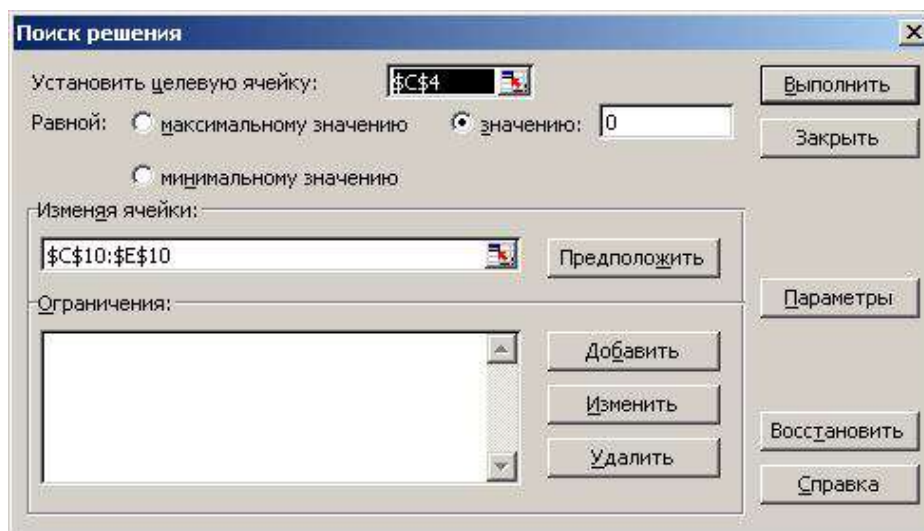 Поиск решения
Установить целевую ячейку: $C$4
Выполнить
Равной: максимальному значению значению: 0
Закрыть
минимальному значению
Изменяя ячейки:
$C$10:$E$10
Предположить
Параметры
Ограничения:
Добавить
Изменить
Удалить
Восстановить
Справка